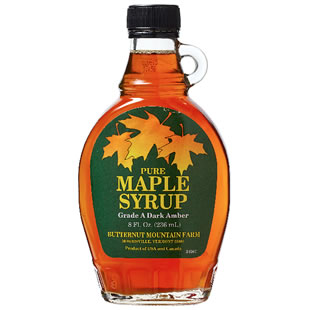 PURE
MAPLE
SYRUP
Grade A Dark Amber
8 Fl. Oz. (236 mL)
BUTTERNUT MOUNTAIN FARM
VERMONT
Product of USA and Canada